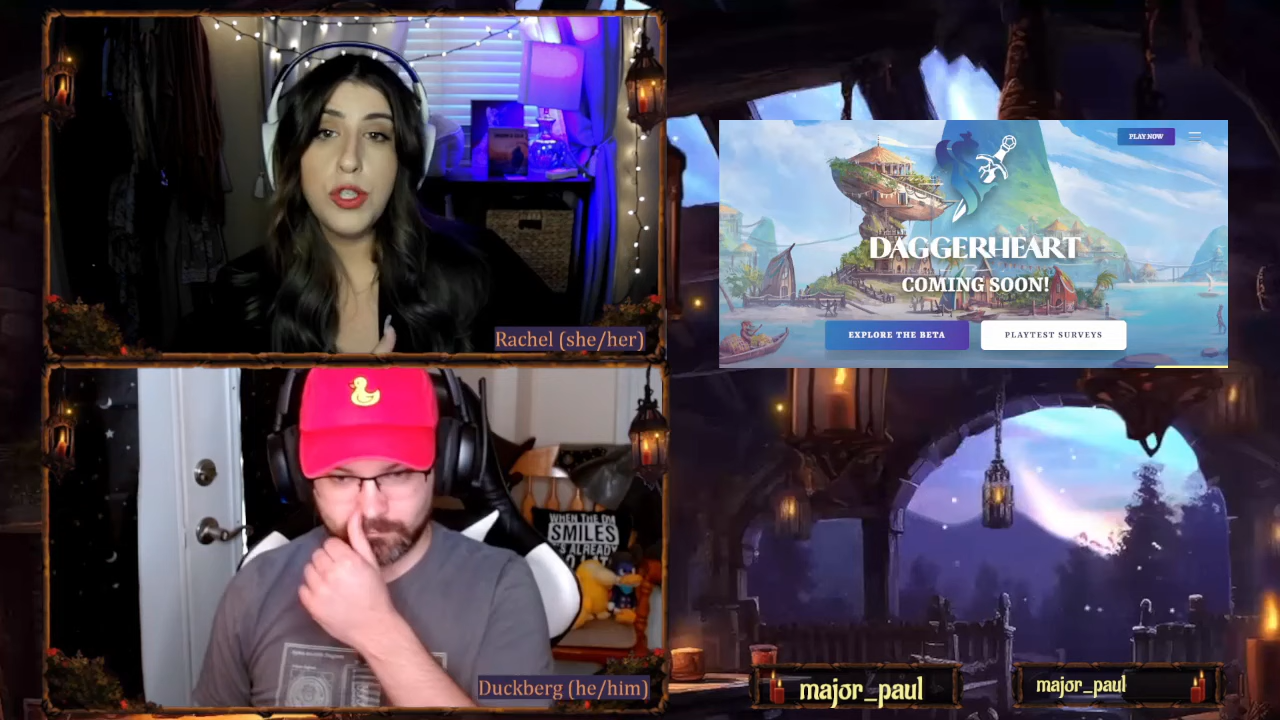 Rachel (she/her)
PLAY NOW
DAGGERHEART
COMING SOON!
EXPLORE THE BETA
PLAYTEST SURVEYS
WHEN THE DM
SMILES
Duckberg (he/him)
major_paul
major_paul